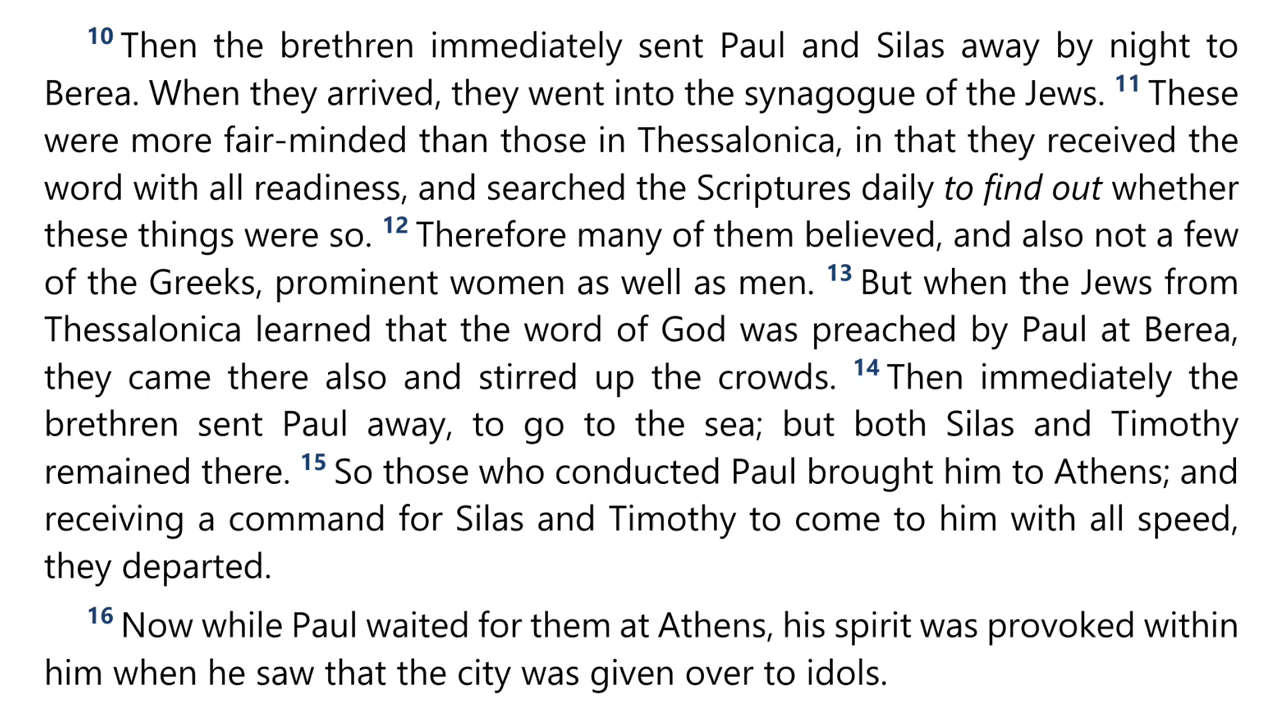 10 Then the brethren immediately sent Paul and Silas away by night to
Berea. When they arrived, they went into the synagogue of the Jews. 11 These
were more fair-minded than those in Thessalonica, in that they received the
word with all readiness, and searched the Scriptures daily to find out whether
these things were so. 12 Therefore many of them believed, and also not a few
of the Greeks, prominent women as well as men. 13 But when the Jews from
Thessalonica learned that the word of God was preached by Paul at Berea,
they came there also and stirred up the crowds. 14 Then immediately the
brethren sent Paul away, to go to the sea; but both Silas and Timothy
remained there. 15 So those who conducted Paul brought him to Athens; and
receiving a command for Silas and Timothy to come to him with all speed,
they departed.
16 Now while Paul waited for them at Athens, his spirit was provoked within
him when he saw that the city was given over to idols.